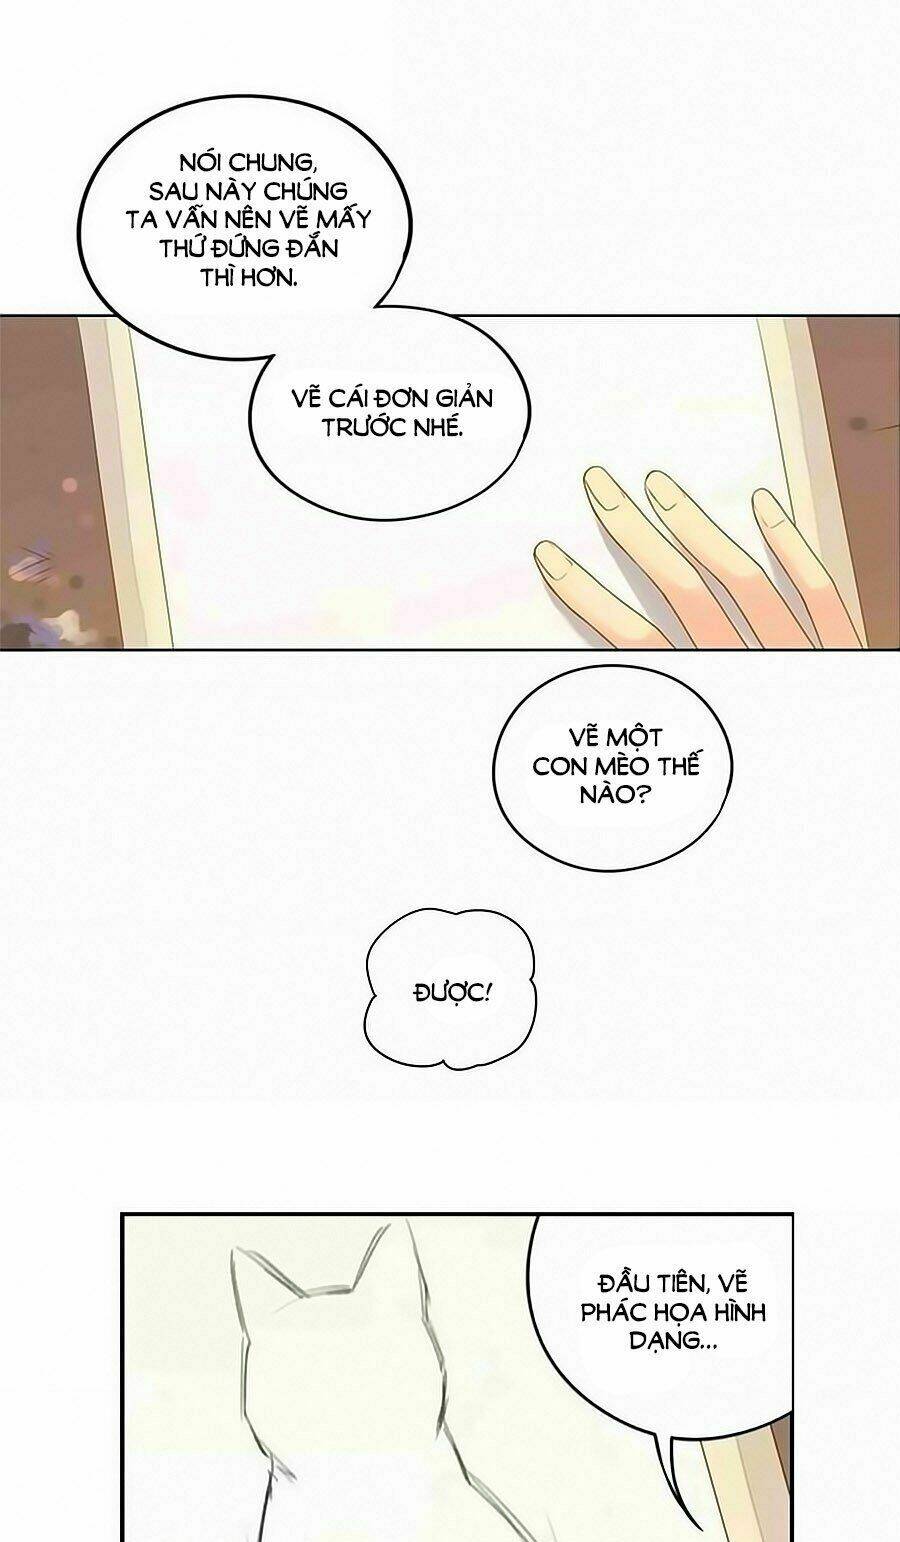 NÓI CHUNG,
SAU NÀY CHÚNG
TA VẪN NÊN VẼ MẤY
THỨ ĐỨNG ĐẮN
THÌ HƠN.
VẼ CÁI ĐƠN GIẢN
TRƯỚC NHÉ.
VẼ MỘT
CON MÈO THẾ
NÀO?
ĐƯỢC!
ĐẦU TIÊN, VẼ
PHÁC HỌA HÌNH
DẠNG...